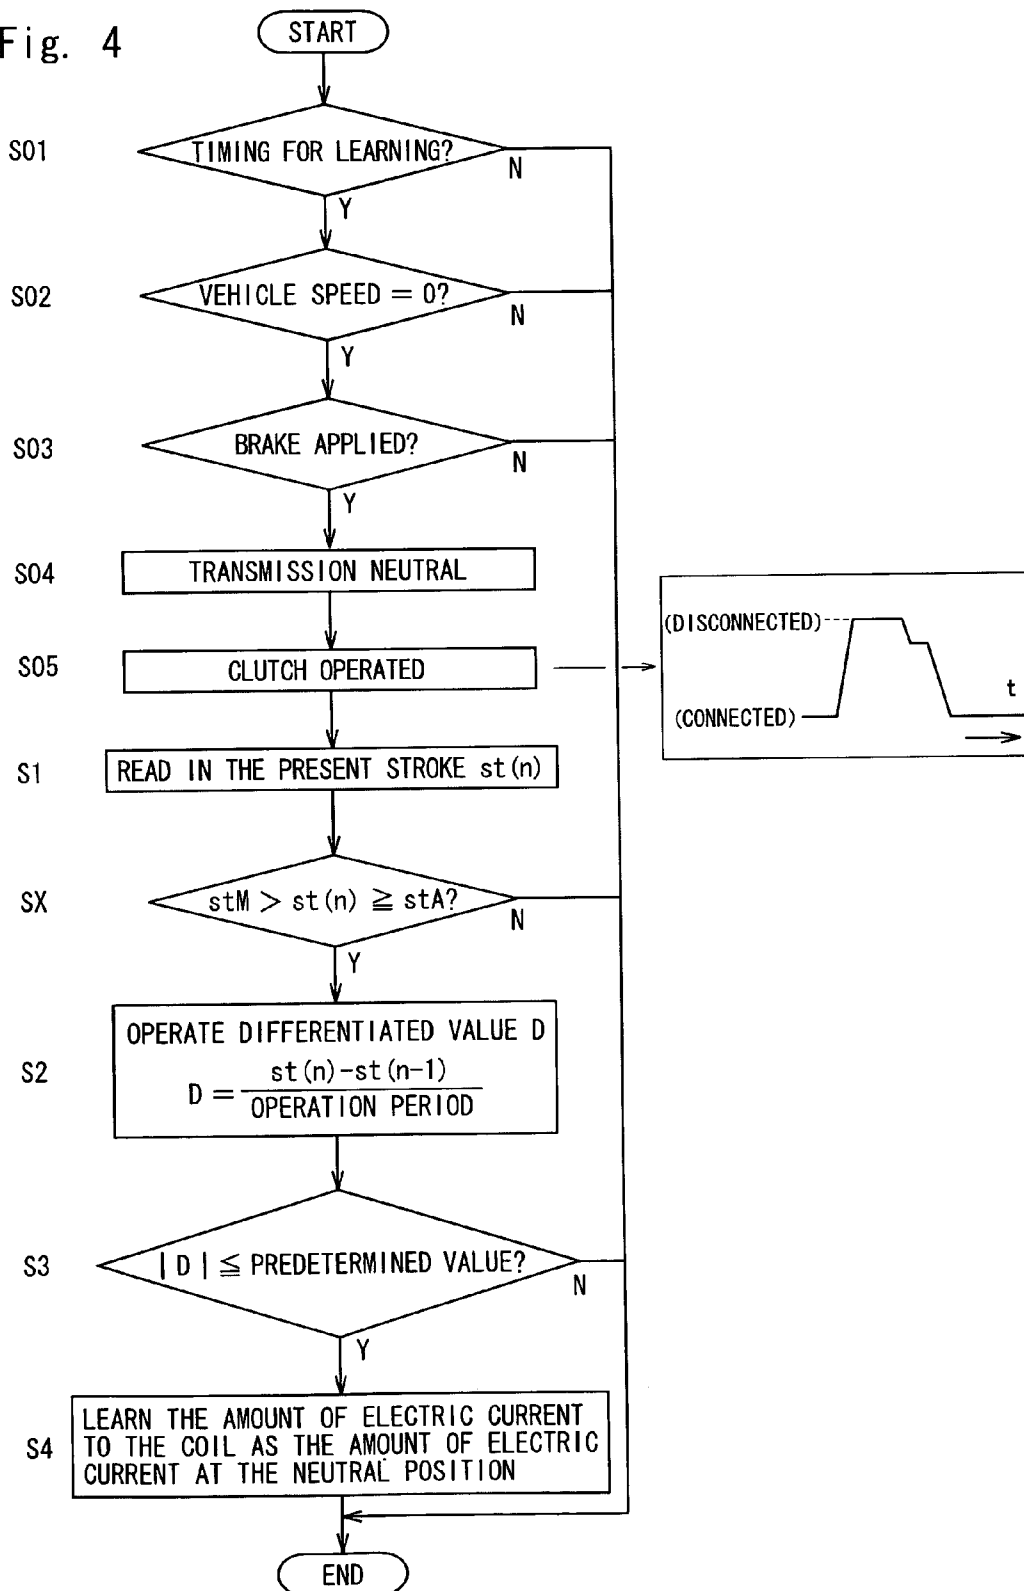 Fig. 4
START
S01
TIMING FOR LEARNING?
N
Y
S02
VEHICLE SPEED = 0?
N
Y
S03
BRAKE APPLIED?
N
Y
S04
TRANSMISSION NEUTRAL
S05
CLUTCH OPERATED
(DISCONNECTED)
(CONNECTED)
t
S1
READ IN THE PRESENT STROKE st(n)
SX
stM > st(n) ≧ stA?
N
Y
S2
OPERATE DIFFERENTIATED VALUE D
D = st(n)-st(n-1)
OPERATION PERIOD
S3
|D| ≦ PREDETERMINED VALUE?
N
Y
S4
LEARN THE AMOUNT OF ELECTRIC CURRENT
TO THE COIL AS THE AMOUNT OF ELECTRIC
CURRENT AT THE NEUTRAL POSITION
END